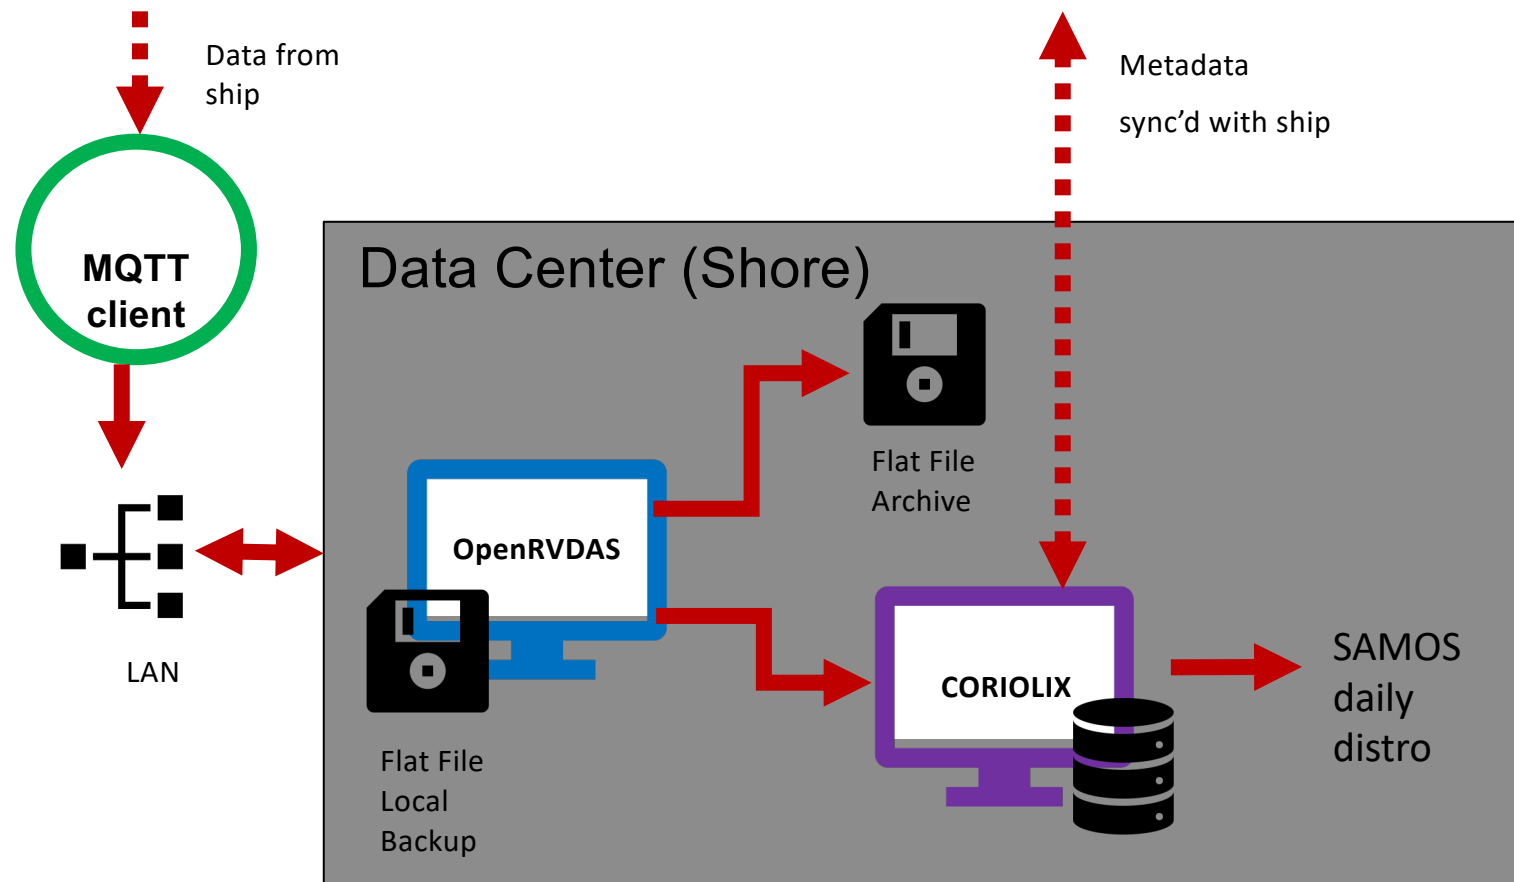 Data from
ship
Metadata
sync’d with ship
MQTT
client
Data Center (Shore)
Flat File
Archive
OpenRVDAS
LAN
CORIOLIX
SAMOS
daily
distro
Flat File
Local
Backup